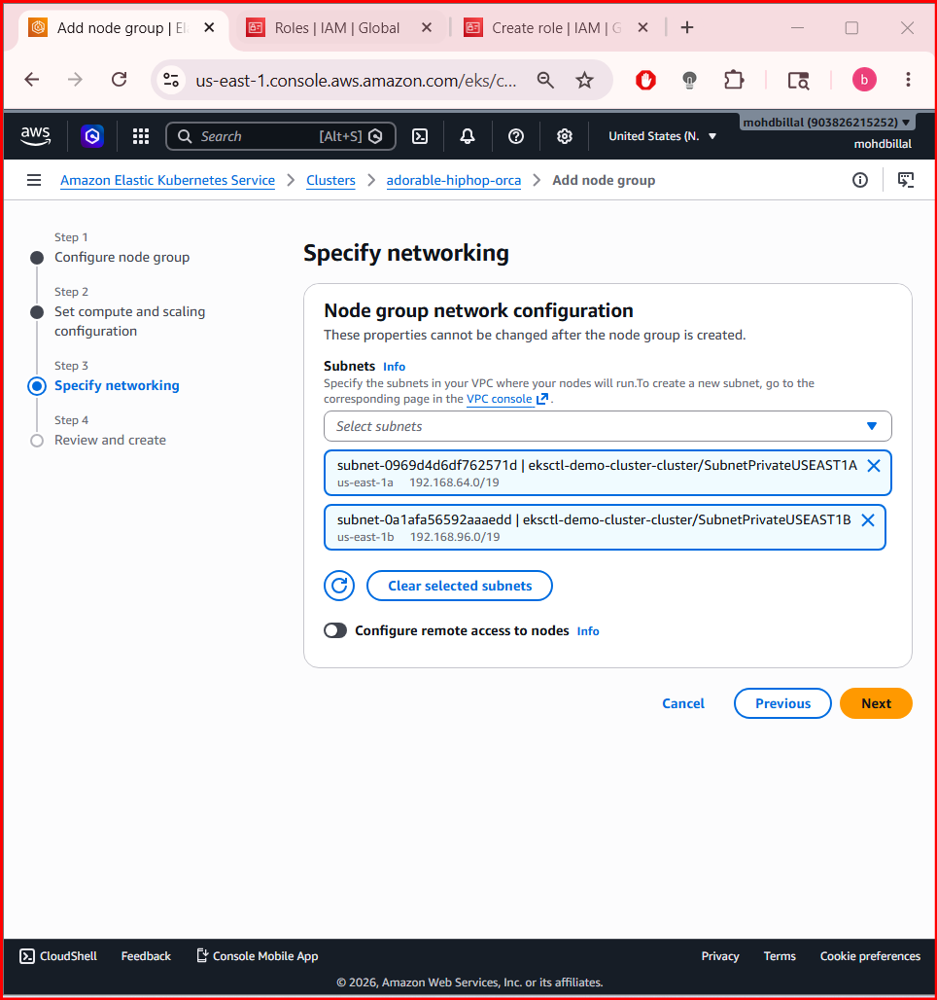 Add node group | El
Roles | IAM | Global
Create role | IAM | G
us-east-1.console.aws.amazon.com/eks/c...
b
aws
Search [Alt+S]
United States (N.
mohdbillal (903826215252)
mohdbillal
Amazon Elastic Kubernetes Service
Clusters
adorable-hiphop-orca
Add node group
Step 1
Configure node group
Step 2
Set compute and scaling
configuration
Step 3
Specify networking
Step 4
Review and create
Specify networking
Node group network configuration
These properties cannot be changed after the node group is created.
Subnets Info
Specify the subnets in your VPC where your nodes will run.To create a new subnet, go to the
corresponding page in the VPC console .
Select subnets
subnet-0969d4d6df762571d | eksctl-demo-cluster-cluster/SubnetPrivateUSEAST1A
us-east-1a 192.168.64.0/19
subnet-0a1afa56592aaaedd | eksctl-demo-cluster-cluster/SubnetPrivateUSEAST1B
us-east-1b 192.168.96.0/19
Clear selected subnets
Configure remote access to nodes Info
Cancel
Previous
Next
CloudShell
Feedback
Console Mobile App
Privacy
Terms
Cookie preferences
© 2026, Amazon Web Services, Inc. or its affiliates.